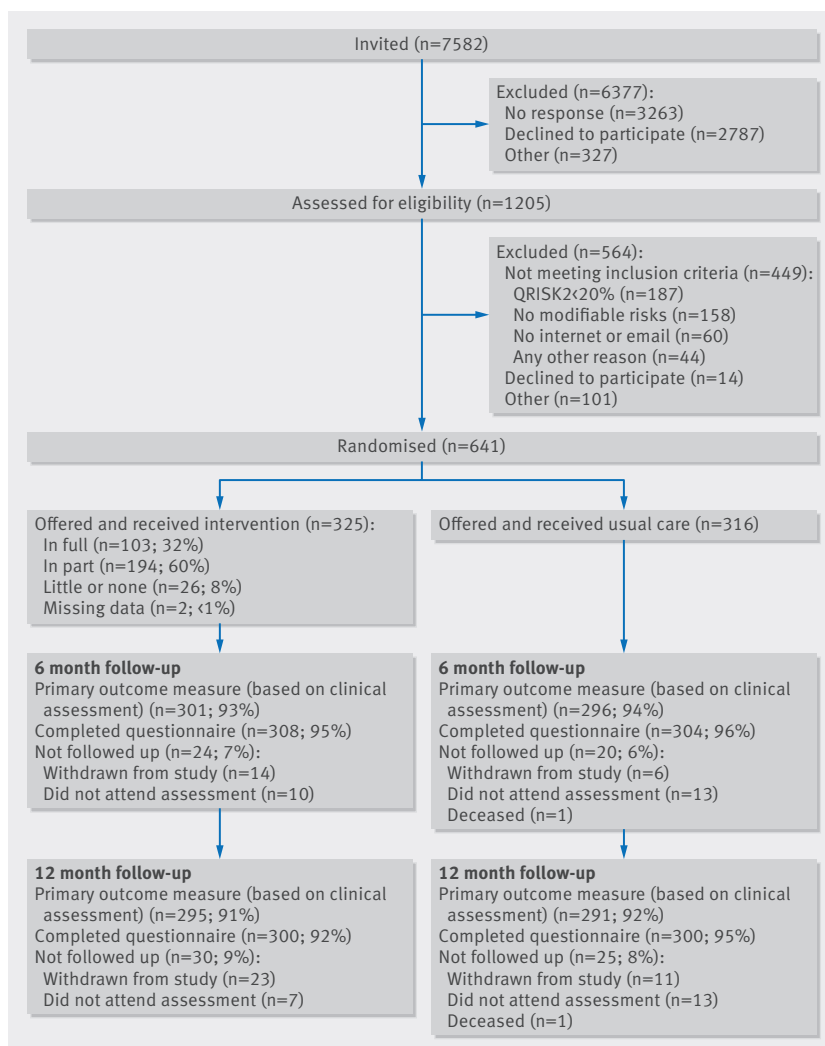 Invited (n=7582)
Excluded (n=6377):
No response (n=3263)
Declined to participate (n=2787)
Other (n=327)
Assessed for eligibility (n=1205)
Excluded (n=564):
Not meeting inclusion criteria (n=449):
QRISK2<20% (n=187)
No modifiable risks (n=158)
No internet or email (n=60)
Any other reason (n=44)
Declined to participate (n=14)
Other (n=101)
Randomised (n=641)
Offered and received intervention (n=325):
In full (n=103; 32%)
In part (n=194; 60%)
Little or none (n=26; 8%)
Missing data (n=2; <1%)
Offered and received usual care (n=316)
6 month follow-up
Primary outcome measure (based on clinical
assessment) (n=301; 93%)
Completed questionnaire (n=308; 95%)
Not followed up (n=24; 7%):
Withdrawn from study (n=14)
Did not attend assessment (n=10)
6 month follow-up
Primary outcome measure (based on clinical
assessment) (n=296; 94%)
Completed questionnaire (n=304; 96%)
Not followed up (n=20; 6%):
Withdrawn from study (n=6)
Did not attend assessment (n=13)
Deceased (n=1)
12 month follow-up
Primary outcome measure (based on clinical
assessment) (n=295; 91%)
Completed questionnaire (n=300; 92%)
Not followed up (n=30; 9%):
Withdrawn from study (n=23)
Did not attend assessment (n=7)
12 month follow-up
Primary outcome measure (based on clinical
assessment) (n=291; 92%)
Completed questionnaire (n=300; 95%)
Not followed up (n=25; 8%):
Withdrawn from study (n=11)
Did not attend assessment (n=13)
Deceased (n=1)